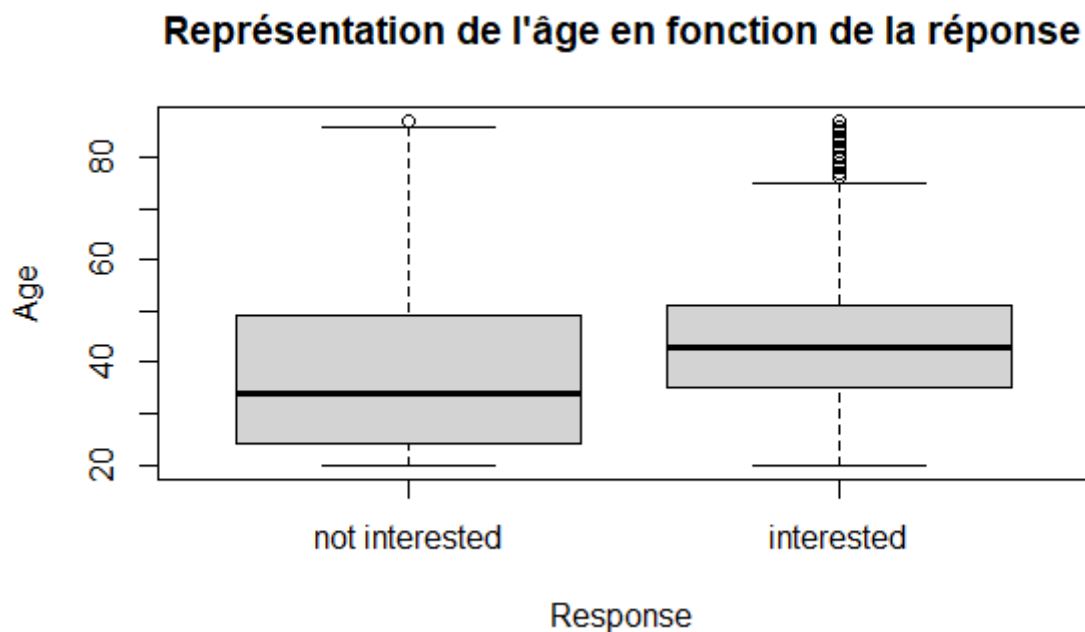 Représentation de l'âge en fonction de la réponse
Age
80
60
40
20
not interested
interested
Response